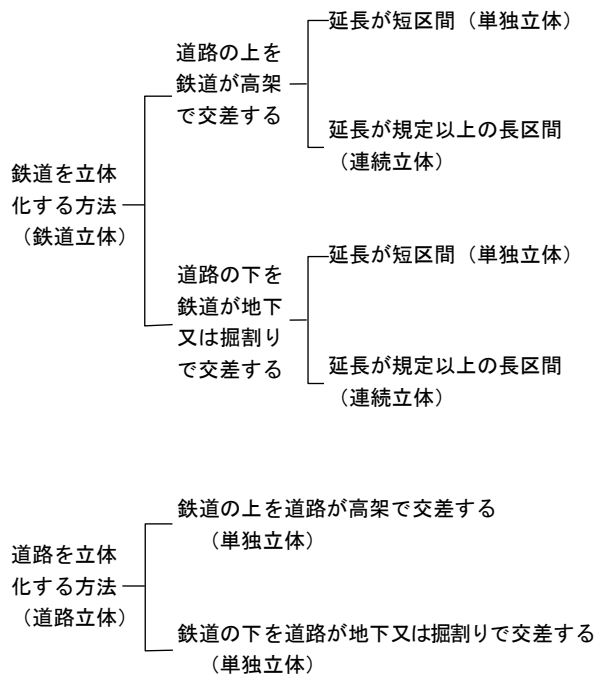 鉄道を立体
化する方法
(鉄道立体)
道路の上を
鉄道が高架
で交差する
延長が短区間(単独立体)
延長が規定以上の長区間
(連続立体)
道路の下を
鉄道が地下
又は掘割り
で交差する
延長が短区間(単独立体)
延長が規定以上の長区間
(連続立体)
道路を立体
化する方法
(道路立体)
鉄道の上を道路が高架で交差する
(単独立体)
鉄道の下を道路が地下又は掘割りで交差する
(単独立体)